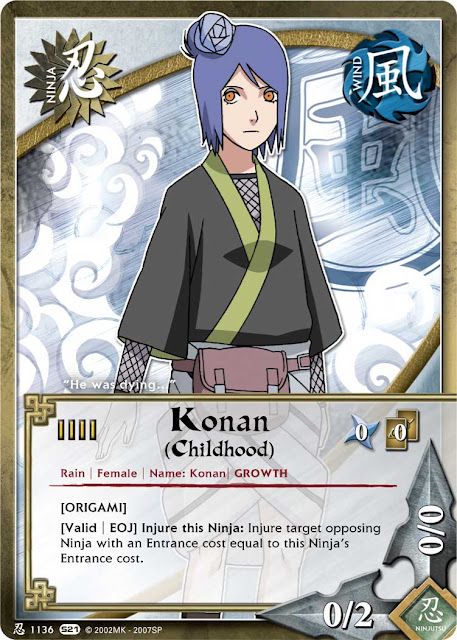 NINJA 忍
WIND 風
"He was dying..."
Konan
(Childhood)
0 0
Rain | Female | Name: Konan| GROWTH
[ORIGAMI]
[Valid | EOJ] Injure this Ninja: Injure target opposing
Ninja with an Entrance cost equal to this Ninja's
Entrance cost.
0/0
0/2
忍
NINJUTSU
忍 1136 S21 © 2002MK - 2007SP